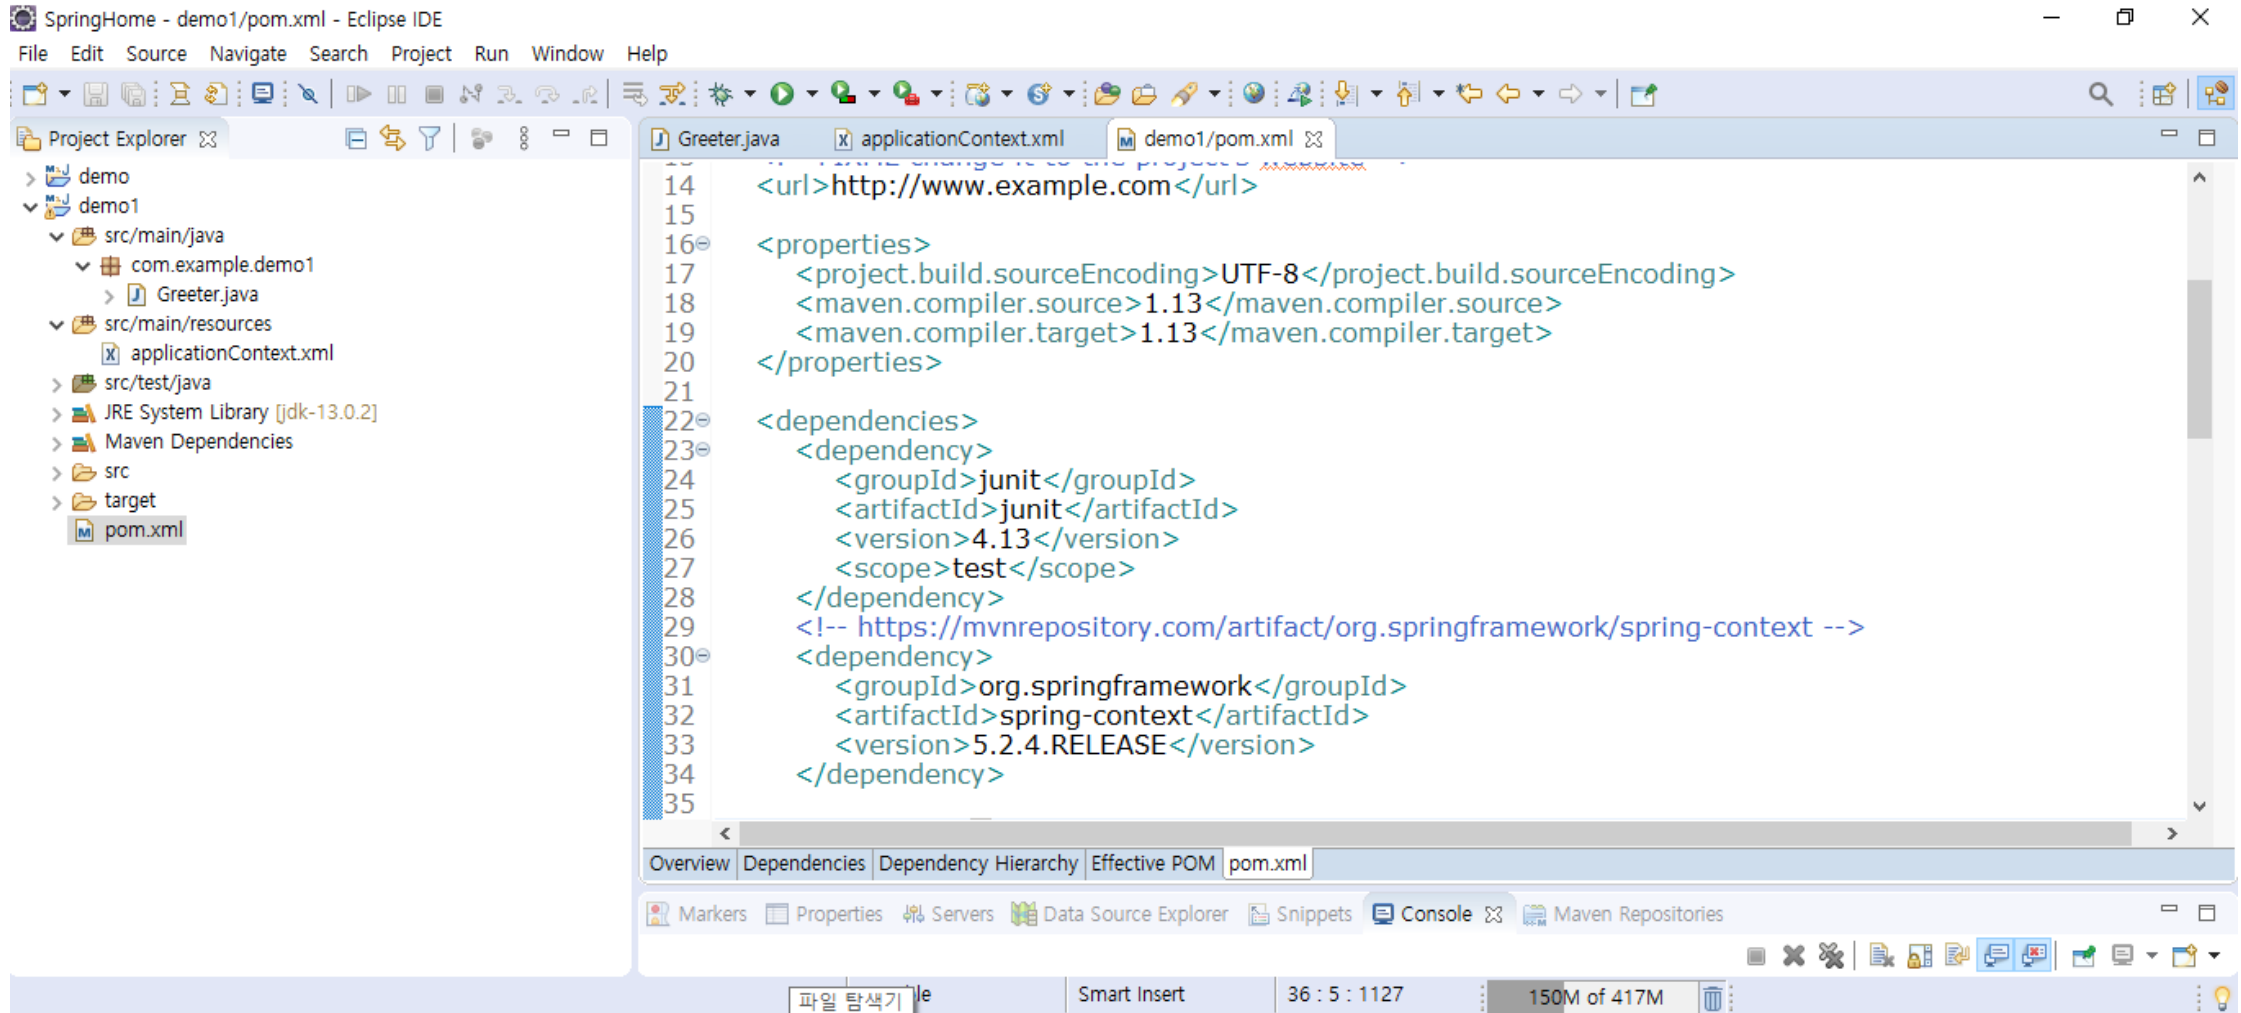 SpringHome - demo1/pom.xml - Eclipse IDE
File Edit Source Navigate Search Project Run Window Help
Project Explorer
demo
demo1
src/main/java
com.example.demo1
Greeter.java
src/main/resources
applicationContext.xml
src/test/java
JRE System Library [jdk-13.0.2]
Maven Dependencies
src
target
pom.xml
Greeter.java applicationContext.xml demo1/pom.xml
13 <!-- FIXME change it to the project's website -->
14 <url>http://www.example.com</url>
15
16 <properties>
17 <project.build.sourceEncoding>UTF-8</project.build.sourceEncoding>
18 <maven.compiler.source>1.13</maven.compiler.source>
19 <maven.compiler.target>1.13</maven.compiler.target>
20 </properties>
21
22 <dependencies>
23 <dependency>
24 <groupId>junit</groupId>
25 <artifactId>junit</artifactId>
26 <version>4.13</version>
27 <scope>test</scope>
28 </dependency>
29 <!-- https://mvnrepository.com/artifact/org.springframework/spring-context -->
30 <dependency>
31 <groupId>org.springframework</groupId>
32 <artifactId>spring-context</artifactId>
33 <version>5.2.4.RELEASE</version>
34 </dependency>
35
Overview Dependencies Dependency Hierarchy Effective POM pom.xml
Markers Properties Servers Data Source Explorer Snippets Console Maven Repositories
파일 탐색기 le Smart Insert 36 : 5 : 1127 150M of 417M